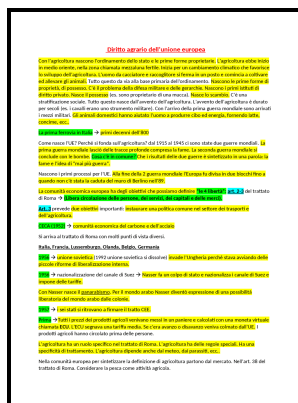 Diritto agrario dell'unione europea
Con l'agricoltura nascono l'ordinamento dello stato e le prime forme proprietarie. L'agricoltura ebbe inizio
in medio oriente, nella zona chiamata mezzaluna fertile. Inizia per un cambiamento climatico che favorisce
lo sviluppo dell'agricoltura. L'uomo da cacciatore e raccoglitore si ferma in un posto e comincia a coltivare
ed allevare gli animali. Tutto questo da via alla base primaria dell'ordinamento. Nascono le prime forme di
proprietà, di possesso. C'è il problema della difesa militare e delle gerarchie. Nascono i primi istituti di
diritto privato. Nasce il possesso (es. sono proprietario di una mucca). Nasce lo scambio. C'è una
stratificazione sociale. Tutto questo nasce dall'avvento dell'agricoltura. L'avvento dell'agricoltura è durato
per secoli (es. i cavalli erano uno strumento militare). Con l'arrivo della prima guerra mondiale sono arrivati
i mezzi militari. Gli animali domestici hanno aiutato l'uomo a produrre cibo ed energia, fornendo latte,
concime, ecc..
La prima ferrovia in Italia → primi decenni dell'800
Come nasce l'UE? Perché si fonda sull'agricoltura? Dal 1915 al 1945 ci sono state due guerre mondiali. La
prima guerra mondiale lasciò delle tracce profonde compresa la fame. La seconda guerra mondiale si
conclude con le bombe. Cosa c'è in comune? Che i risultati delle due guerre è sintetizzato in una parola: la
fame e l'idea di "mai più guerra".
Nascono i primi processi per l'UE. Alla fine della 2 guerra mondiale l'Europa fu divisa in due blocchi fino a
quando non c'è stata la caduta del muro di Berlino nell'89.
La comunità economica europea ha degli obiettivi che possiamo definire "le 4 libertà": art. 2-3 del trattato
di Roma → (Libera circolazione delle persone, dei servizi, dei capitali e delle merci);
Art. 3 prevede due obiettivi importanti: instaurare una politica comune nel settore dei trasporti e
dell'agricoltura.
CECA (1951) → comunità economica del carbone e dell'acciaio
Si arriva al trattato di Roma con molti punti di vista diversi.
Italia, Francia, Lussemburgo, Olanda, Belgio, Germania
1956 → unione sovietica (1992 unione sovietica si dissolve) invade l'Ungheria perché stava avviando delle
piccole riforme di liberalizzazione interna.
1956 → nazionalizzazione del canale di Suez → Nasser fa un colpo di stato e nazionalizza i canale di Suez e
impone delle tariffe.
Con Nasser nasce il panarabismo. Per il mondo arabo Nasser diventò espressione di una possibilità
liberatoria del mondo arabo dalle colonie.
1957 → i sei stati si ritrovano a firmare il tratto CEE.
Prima → Tutti i prezzi dei prodotti agricoli venivano messi in un paniere e calcolati con una moneta virtuale
chiamata ECU. L'ECU segnava una tariffa media. Se c'era avanzo o disavanzo veniva colmato dall'UE. I
prodotti agricoli hanno circolato prima delle persone.
L'agricoltura ha un ruolo specifico nel trattato di Roma. L'agricoltura ha delle regole speciali. Ha una
specificità di trattamento. L'agricoltura dipende anche dal meteo, dai parassiti, ecc..
Nella comunità europea per sintetizzare la definizione di agricoltura partono dal mercato. Nell'art. 38 del
trattato di Roma. Considerare la pesca come attività agricola.